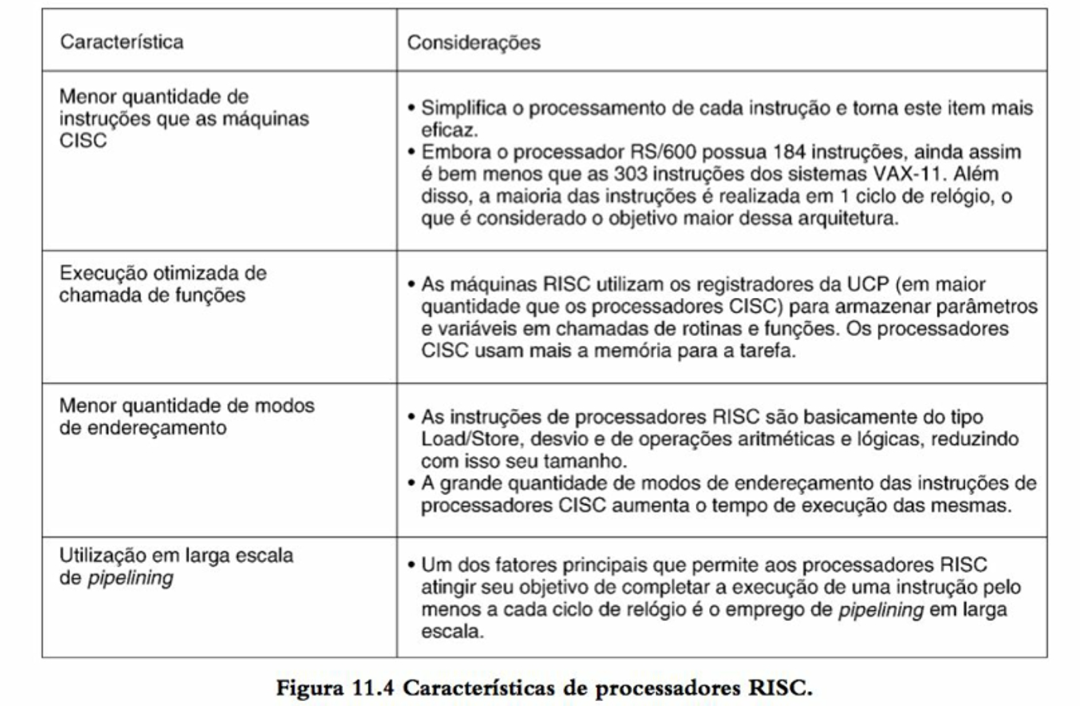 Característica
Considerações
Menor quantidade de
instruções que as máquinas
CISC
• Simplifica o processamento de cada instrução e torna este item mais
eficaz.
• Embora o processador RS/600 possua 184 instruções, ainda assim
é bem menos que as 303 instruções dos sistemas VAX-11. Além
disso, a maioria das instruções é realizada em 1 ciclo de relógio, o
que é considerado o objetivo maior dessa arquitetura.
Execução otimizada de
chamada de funções
• As máquinas RISC utilizam os registradores da UCP (em maior
quantidade que os processadores CISC) para armazenar parâmetros
e variáveis em chamadas de rotinas e funções. Os processadores
CISC usam mais a memória para a tarefa.
Menor quantidade de modos
de endereçamento
• As instruções de processadores RISC são basicamente do tipo
Load/Store, desvio e de operações aritméticas e lógicas, reduzindo
com isso seu tamanho.
• A grande quantidade de modos de endereçamento das instruções de
processadores CISC aumenta o tempo de execução das mesmas.
Utilização em larga escala
de pipelining
• Um dos fatores principais que permite aos processadores RISC
atingir seu objetivo de completar a execução de uma instrução pelo
menos a cada ciclo de relógio é o emprego de pipelining em larga
escala.
Figura 11.4 Características de processadores RISC.